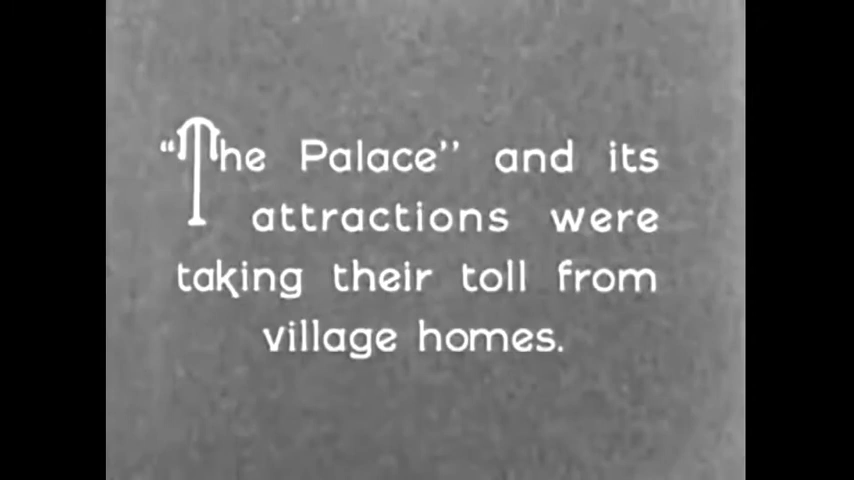 “The Palace” and its
attractions were
taking their toll from
village homes.